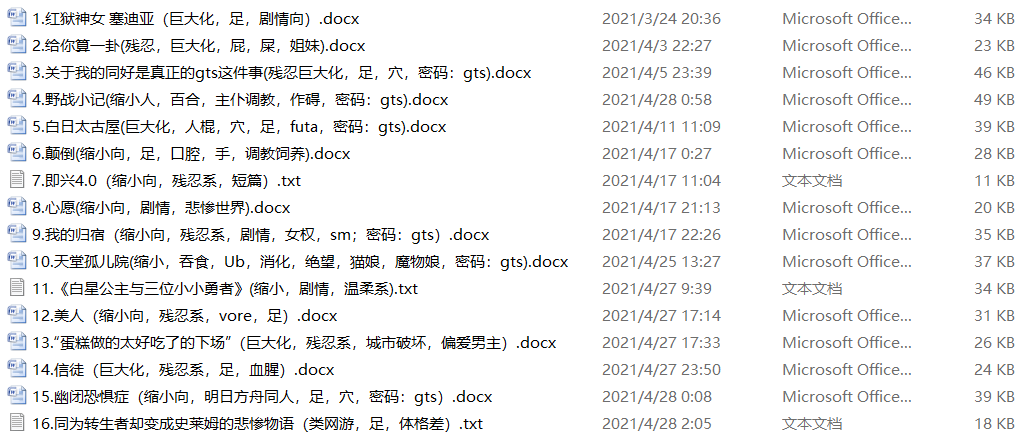 1.红狱神女 塞迪亚（巨大化，足，剧情向）.docx 2021/3/24 20:36 Microsoft Office... 34 KB
2.给你算一卦(残忍，巨大化，屁，屎，姐妹).docx 2021/4/3 22:27 Microsoft Office... 23 KB
3.关于我的同好是真正的gts这件事(残忍巨大化，足，穴，密码：gts).docx 2021/4/5 23:39 Microsoft Office... 46 KB
4.野战小记(缩小人，百合，主仆调教，作碍，密码：gts).docx 2021/4/28 0:58 Microsoft Office... 49 KB
5.白日太古屋(巨大化，人棍，穴，足，futa，密码：gts).docx 2021/4/11 11:09 Microsoft Office... 39 KB
6.颠倒(缩小向，足，口腔，手，调教饲养).docx 2021/4/17 0:27 Microsoft Office... 28 KB
7.即兴4.0（缩小向，残忍系，短篇）.txt 2021/4/17 11:04 文本文档 11 KB
8.心愿(缩小向，剧情，悲惨世界).docx 2021/4/17 21:13 Microsoft Office... 20 KB
9.我的归宿（缩小向，残忍系，剧情，女权，sm；密码：gts）.docx 2021/4/17 22:26 Microsoft Office... 35 KB
10.天堂孤儿院(缩小，吞食，Ub，消化，绝望，猫娘，魔物娘，密码：gts).docx 2021/4/25 13:27 Microsoft Office... 37 KB
11.《白星公主与三位小小勇者》(缩小，剧情，温柔系).txt 2021/4/27 9:39 文本文档 34 KB
12.美人（缩小向，残忍系，vore，足）.docx 2021/4/27 17:14 Microsoft Office... 31 KB
13.“蛋糕做的太好吃了的下场”（巨大化，残忍系，城市破坏，偏爱男主）.docx 2021/4/27 17:33 Microsoft Office... 26 KB
14.信徒（巨大化，残忍系，足，血腥）.docx 2021/4/27 23:50 Microsoft Office... 24 KB
15.幽闭恐惧症（缩小向，明日方舟同人，足，穴，密码：gts）.docx 2021/4/28 0:08 Microsoft Office... 39 KB
16.同为转生者却变成史莱姆的悲惨物语（类网游，足，体格差）.txt 2021/4/28 2:05 文本文档 18 KB